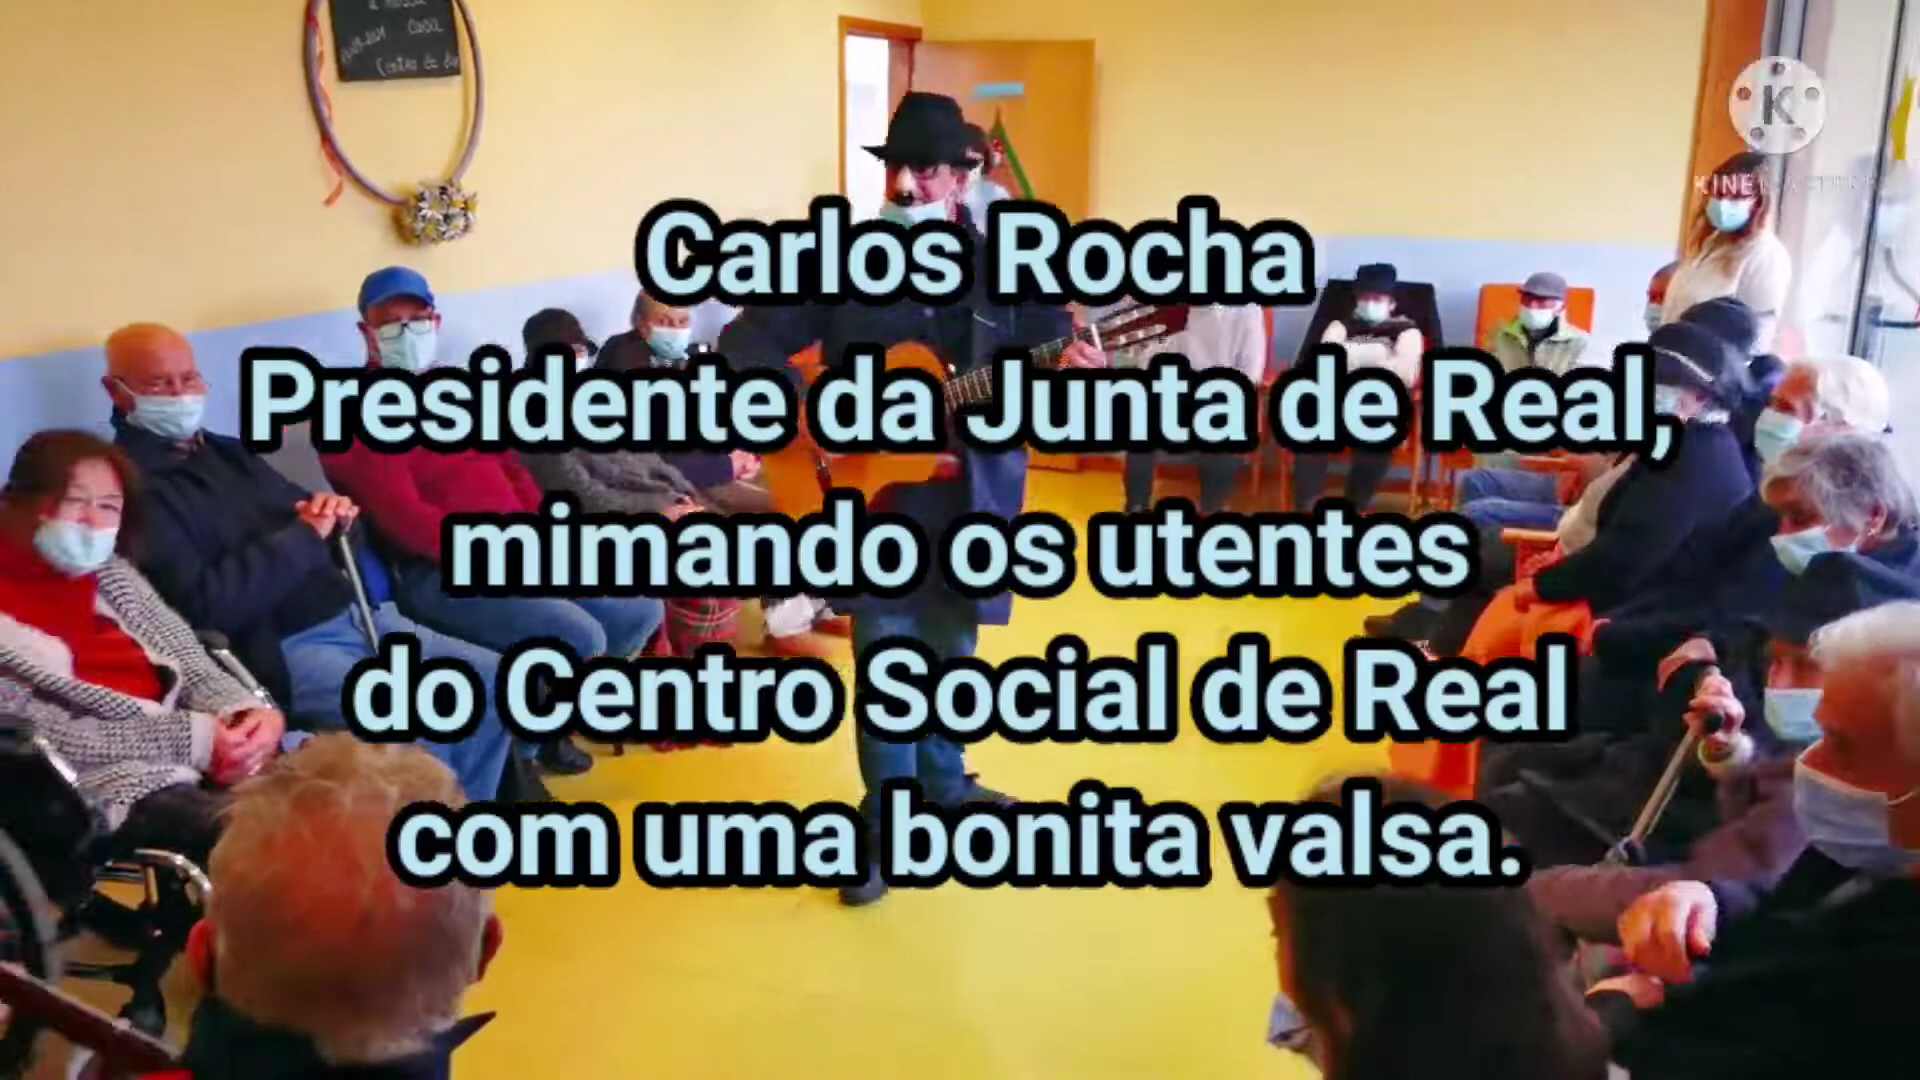 Carlos Rocha
Presidente da Junta de Real,
mimando os utentes
do Centro Social de Real
com uma bonita valsa.
K
KINEMASTER